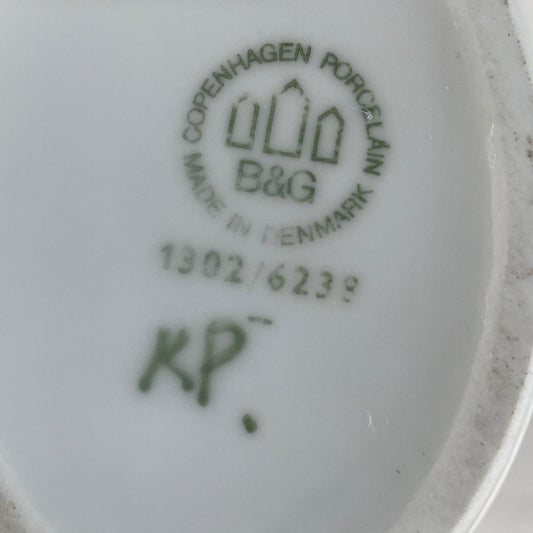 COPENHAGEN PORCELAIN
B&G
MADE IN DENMARK
1302/6238
KP.